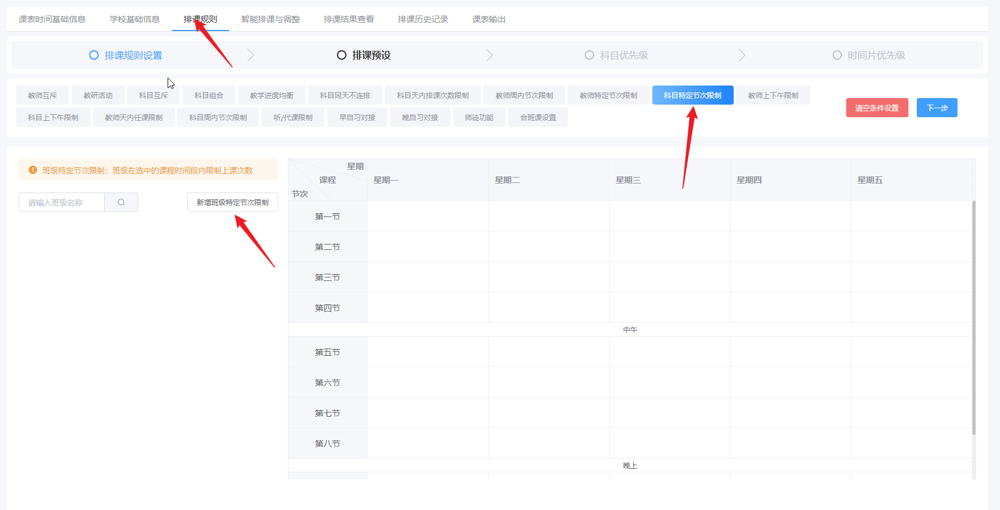 课表时间基础信息 学校基础信息 排课规则 智能排课与调整 排课结果查看 排课历史记录 课表输出
排课规则设置 排课预设 科目优先级 时间片优先级
教师互斥 教研活动 科目互斥 科目组合 教学进度均衡 科目同天不连排 科目天内排课次数限制 教师周内节次限制 教师特定节次限制 科目特定节次限制 教师上下午限制
科目上下午限制 教师天内任课限制 科目周内节次限制 听/代课限制 早自习对接 晚自习对接 师徒功能 合班课设置
清空条件设置 下一步
班级特定节次限制：班级在选中的课程时间段内限制上课次数
请输入班级名称 新增班级特定节次限制
星期
课程
节次
星期一 星期二 星期三 星期四 星期五
第一节
第二节
第三节
第四节
中午
第五节
第六节
第七节
第八节
晚上